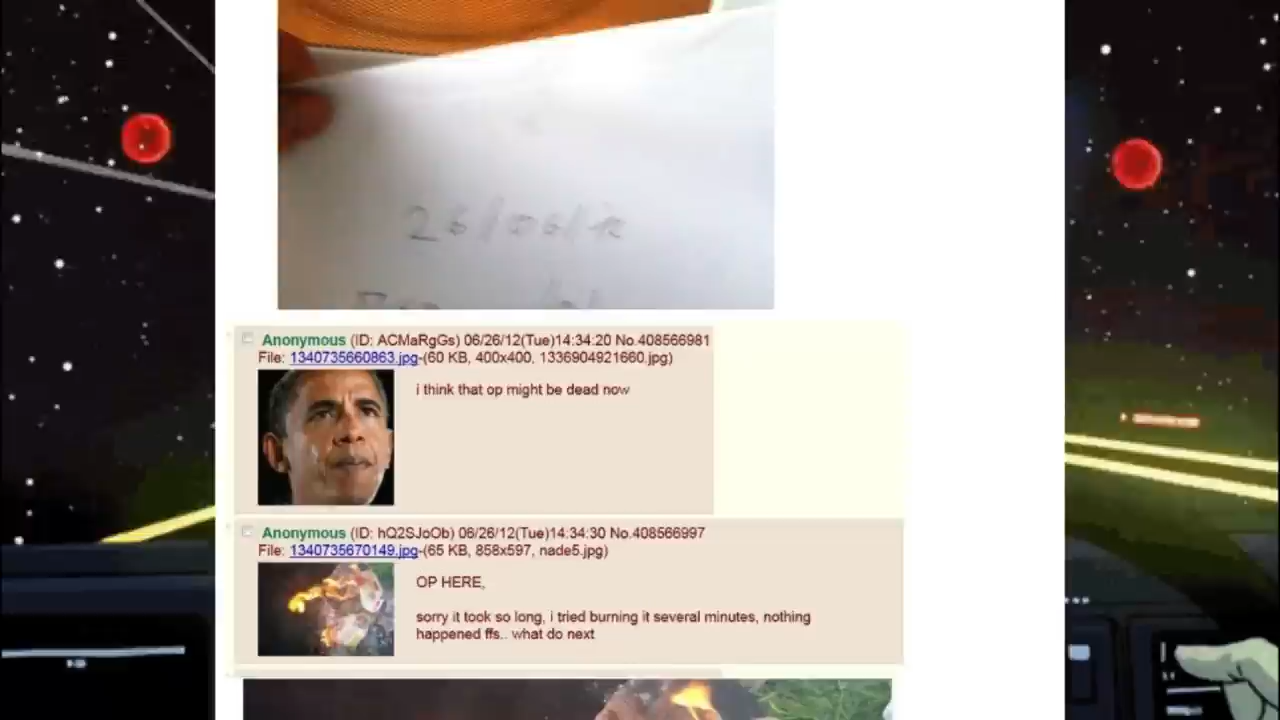 26/06/12
Anonymous (ID: ACMaRgGs) 06/26/12(Tue)14:34:20 No.408566981
File: 1340735660863.jpg-(60 KB, 400x400, 1336904921660.jpg)
i think that op might be dead now
Anonymous (ID: hQ2SJoOb) 06/26/12(Tue)14:34:30 No.408566997
File: 1340735670149.jpg-(65 KB, 858x597, nade5.jpg)
OP HERE,
sorry it took so long, i tried burning it several minutes, nothing
happened ffs.. what do next